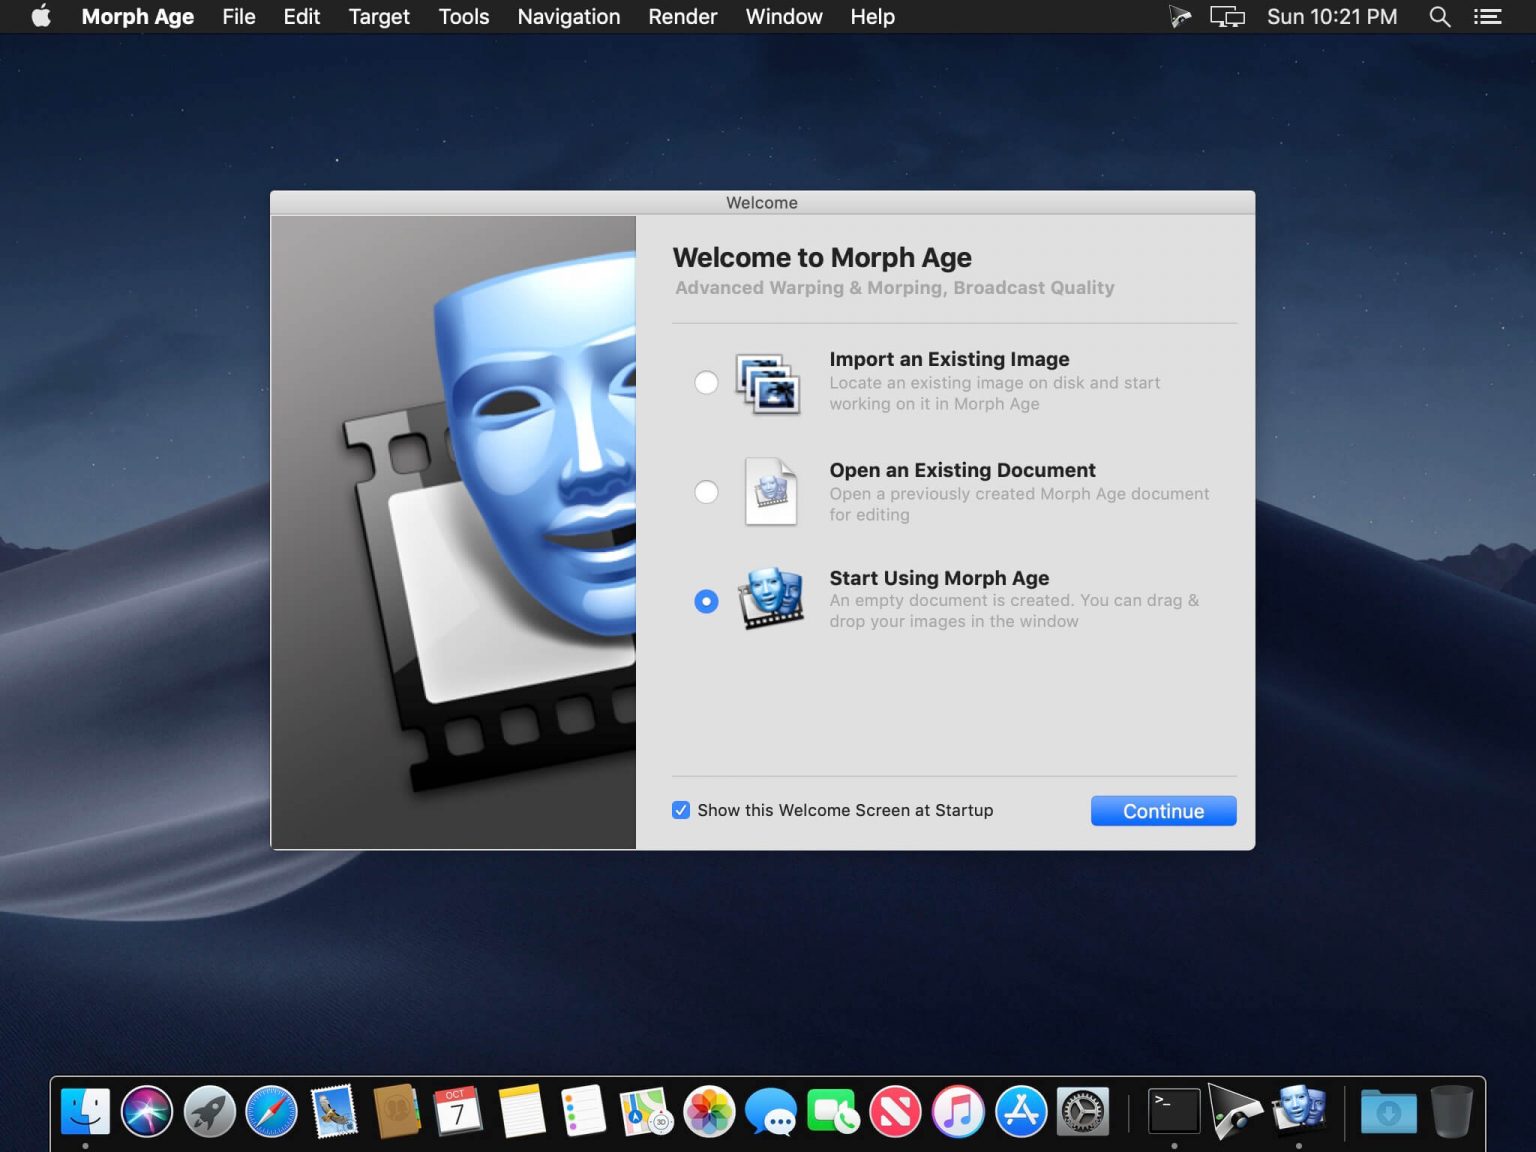 Morph Age File Edit Target Tools Navigation Render Window Help Sun 10:21 PM
Welcome
Welcome to Morph Age
Advanced Warping & Morping, Broadcast Quality
Import an Existing Image
Locate an existing image on disk and start
working on it in Morph Age
Open an Existing Document
Open a previously created Morph Age document
for editing
Start Using Morph Age
An empty document is created. You can drag &
drop your images in the window
Show this Welcome Screen at Startup
Continue
OCT
7
3D
>_